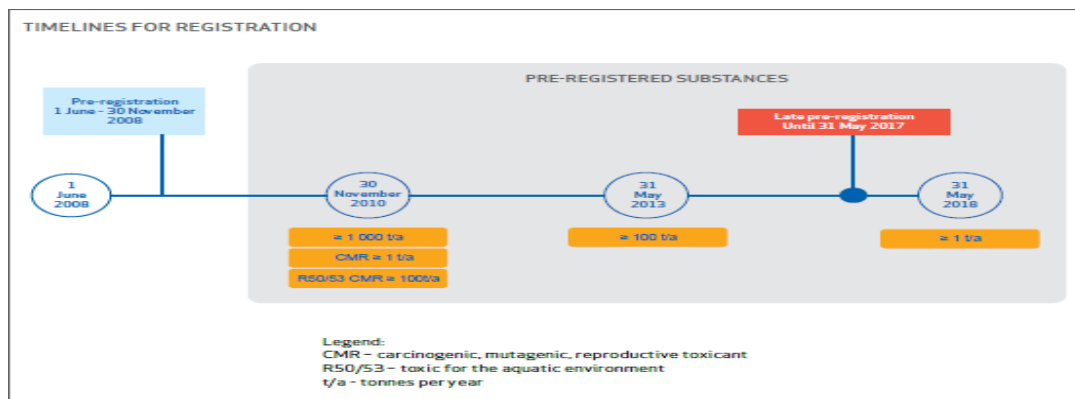 TIMELINES FOR REGISTRATION
PRE-REGISTERED SUBSTANCES
Pre-registration
1 June - 30 November
2008
Late pre-registration
Until 31 May 2017
1
June
2008
30
November
2010
31
May
2013
31
May
2018
≥ 1 000 t/a
CMR ≥ 1 t/a
R50/53 CMR ≥ 100t/a
≥ 100 t/a
≥ 1 t/a
Legend:
CMR – carcinogenic, mutagenic, reproductive toxicant
R50/53 – toxic for the aquatic environment
t/a - tonnes per year